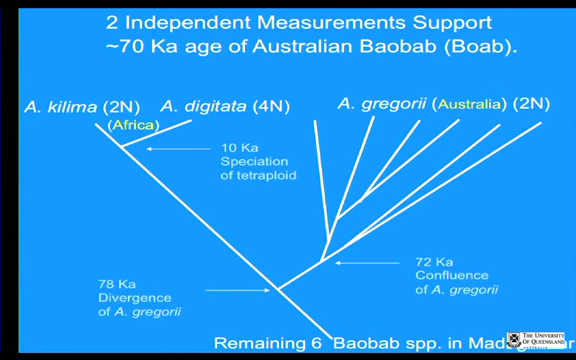 2 Independent Measurements Support
~70 Ka age of Australian Baobab (Boab).
A. kilima (2N)
(Africa)
A. digitata (4N)
A. gregorii (Australia) (2N)
10 Ka
Speciation
of tetraploid
72 Ka
Confluence
of A. gregorii
78 Ka
Divergence
of A. gregorii
Remaining 6 Baobab spp. in
THE UNIVERSITY
OF QUEENSLAND
AUSTRALIA